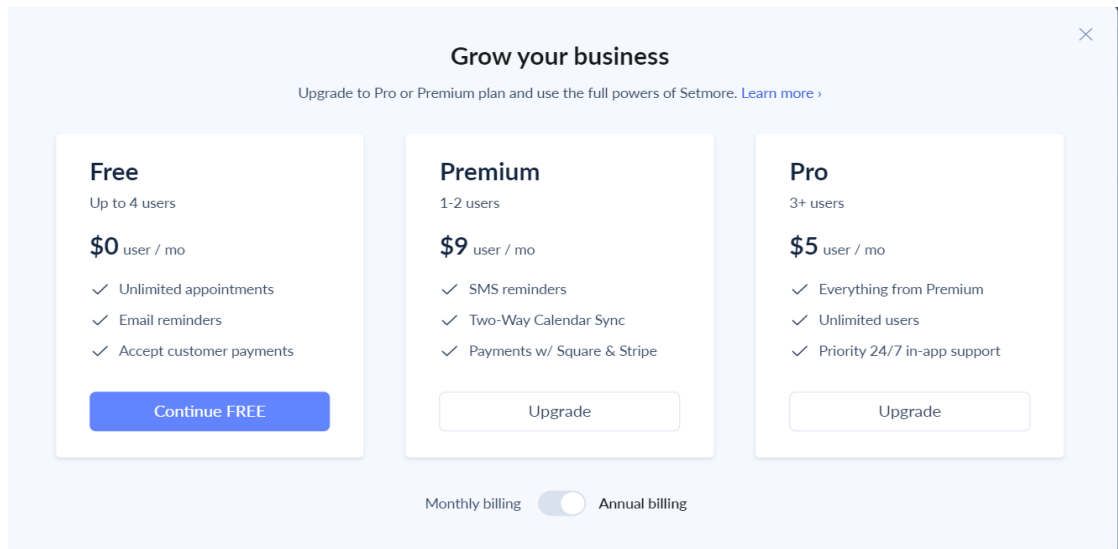 Grow your business
Upgrade to Pro or Premium plan and use the full powers of Setmore. Learn more ›
Free
Up to 4 users
$0 user / mo
Unlimited appointments
Email reminders
Accept customer payments
Continue FREE
Premium
1-2 users
$9 user / mo
SMS reminders
Two-Way Calendar Sync
Payments w/ Square & Stripe
Upgrade
Pro
3+ users
$5 user / mo
Everything from Premium
Unlimited users
Priority 24/7 in-app support
Upgrade
Monthly billing
Annual billing